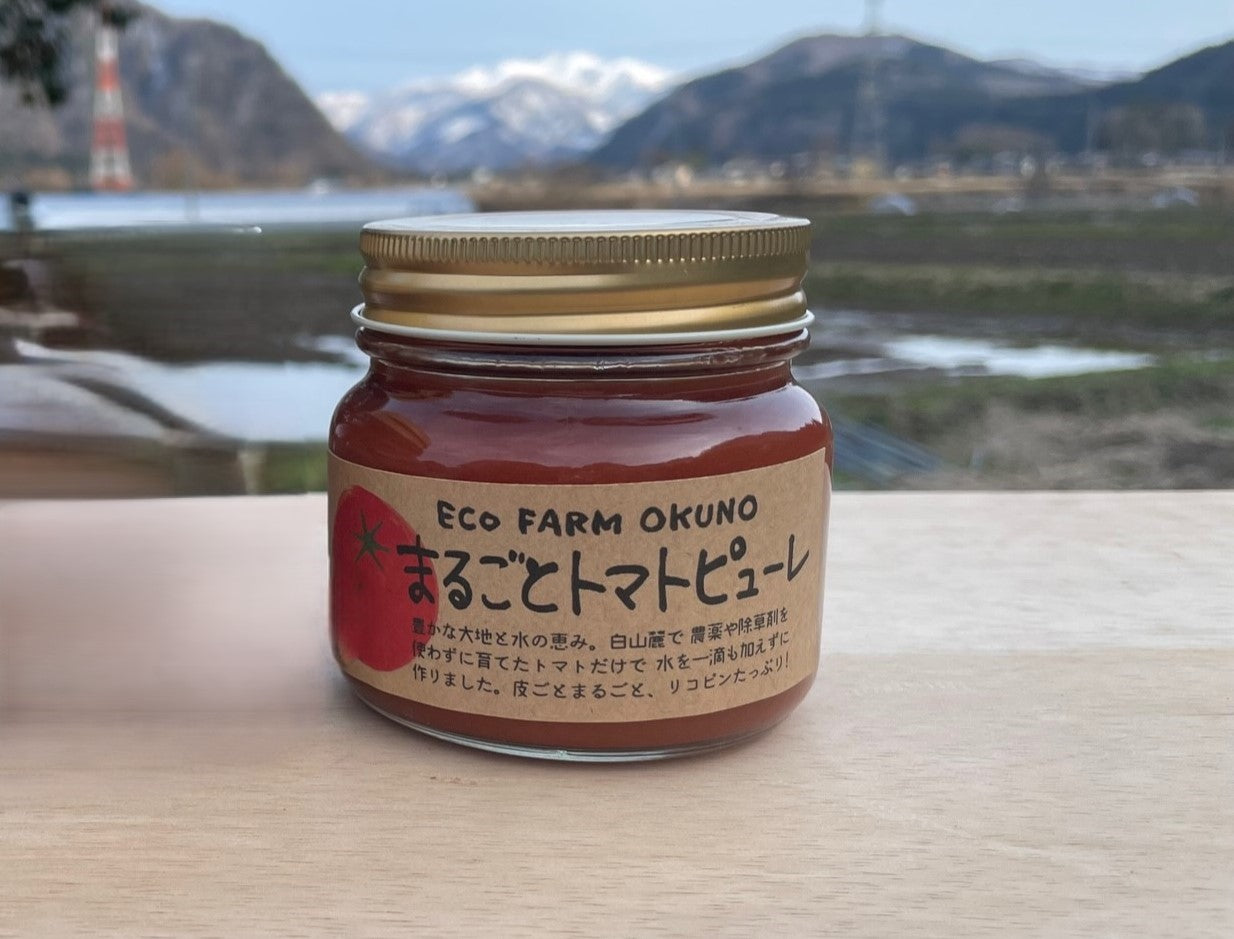 ECO FARM OKUNO
まるごとトマトピューレ
豊かな大地と水の恵み。白山麓で 農薬や除草剤を
使わずに育てたトマトだけで 水を一滴も加えずに
作りました。皮ごとまるごと、リコピンたっぷり!